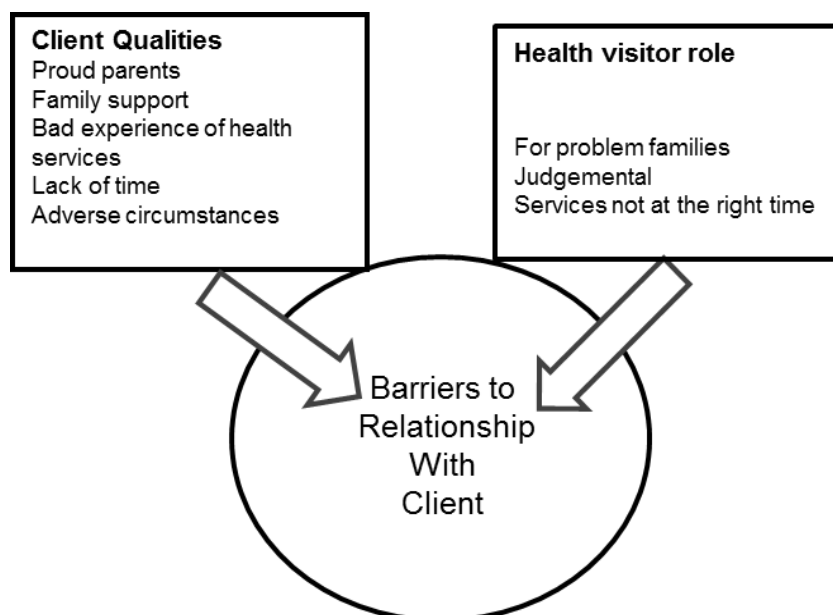 Client Qualities
Proud parents
Family support
Bad experience of health
services
Lack of time
Adverse circumstances
Health visitor role
For problem families
Judgemental
Services not at the right time
Barriers to
Relationship
With
Client